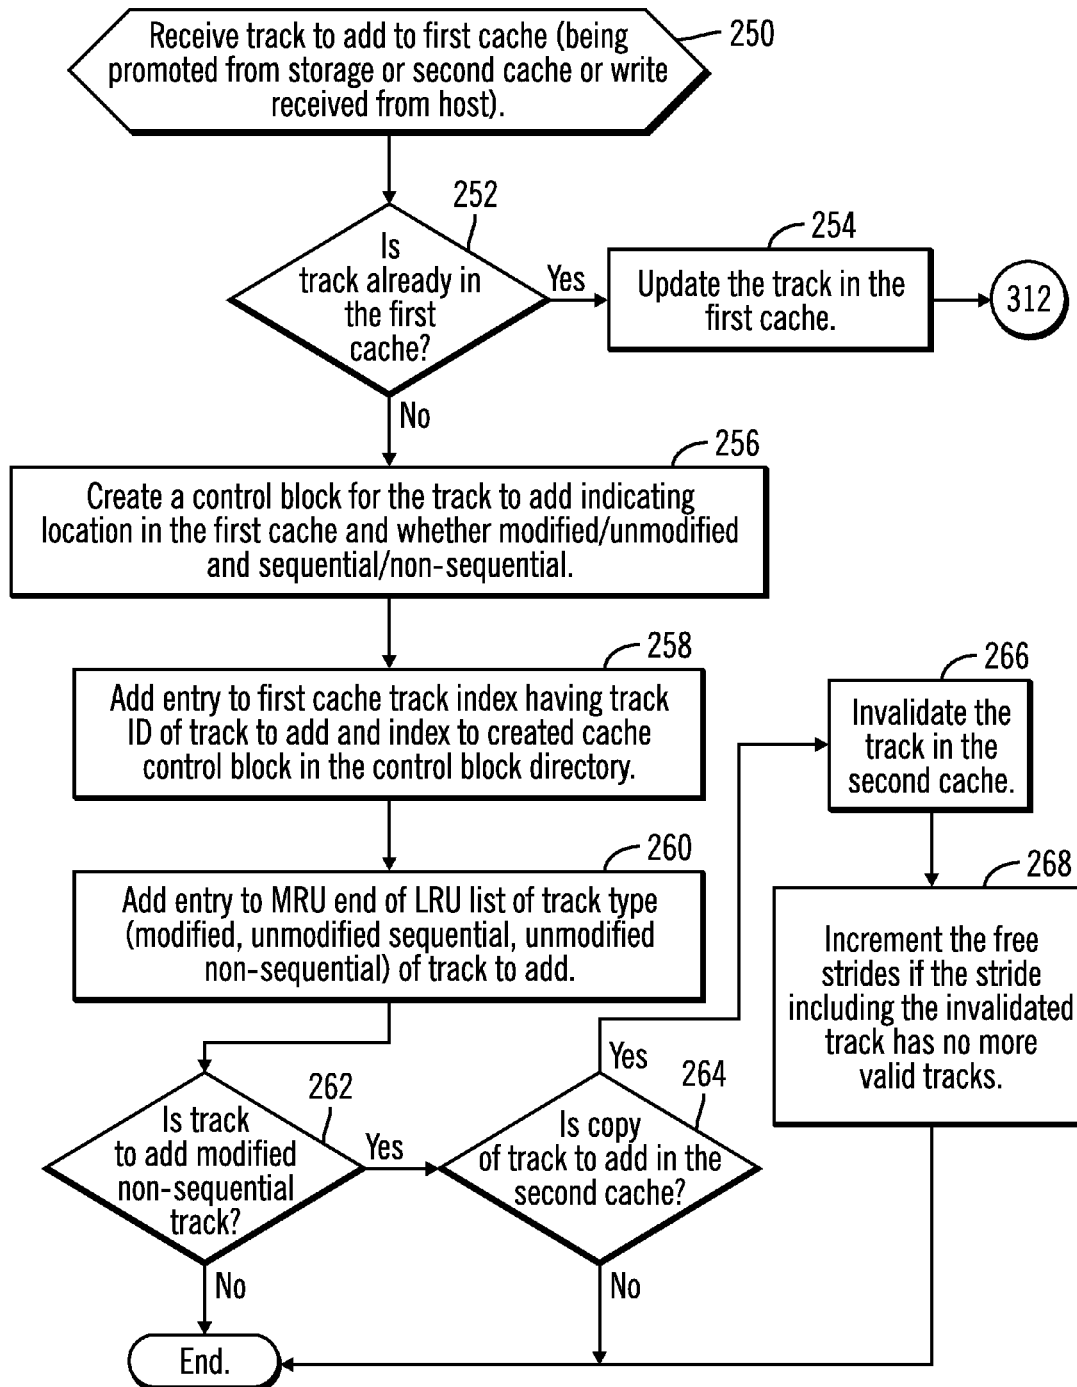 Receive track to add to first cache (being
promoted from storage or second cache or write
received from host).
250
252
Is
track already in
the first
cache?
Yes
254
Update the track in the
first cache.
312
No
256
Create a control block for the track to add indicating
location in the first cache and whether modified/unmodified
and sequential/non-sequential.
258
Add entry to first cache track index having track
ID of track to add and index to created cache
control block in the control block directory.
260
Add entry to MRU end of LRU list of track type
(modified, unmodified sequential, unmodified
non-sequential) of track to add.
262
Is track
to add modified
non-sequential
track?
Yes
No
264
Is copy
of track to add in the
second cache?
Yes
No
266
Invalidate the
track in the
second cache.
268
Increment the free
strides if the stride
including the invalidated
track has no more
valid tracks.
End.